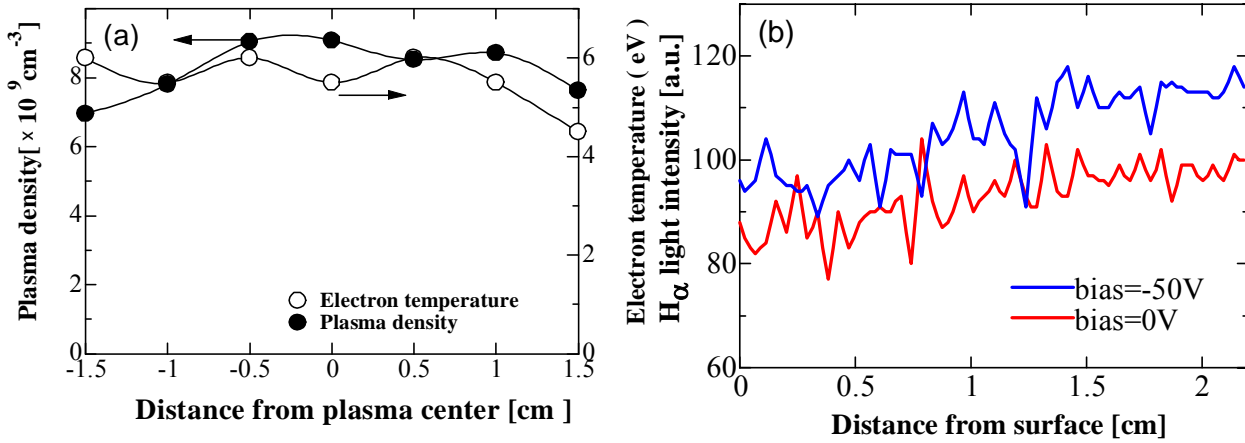 (a)
Plasma density[ × 10⁹ cm⁻³]
8
6
4
2
0
6
4
2
0
Electron temperature ( eV )
Electron temperature
Plasma density
-1.5 -1 -0.5 0 0.5 1 1.5
Distance from plasma center [cm ]
(b)
Hα light intensity [a.u.]
120
100
80
60
bias=-50V
bias=0V
0 0.5 1 1.5 2
Distance from surface [cm]